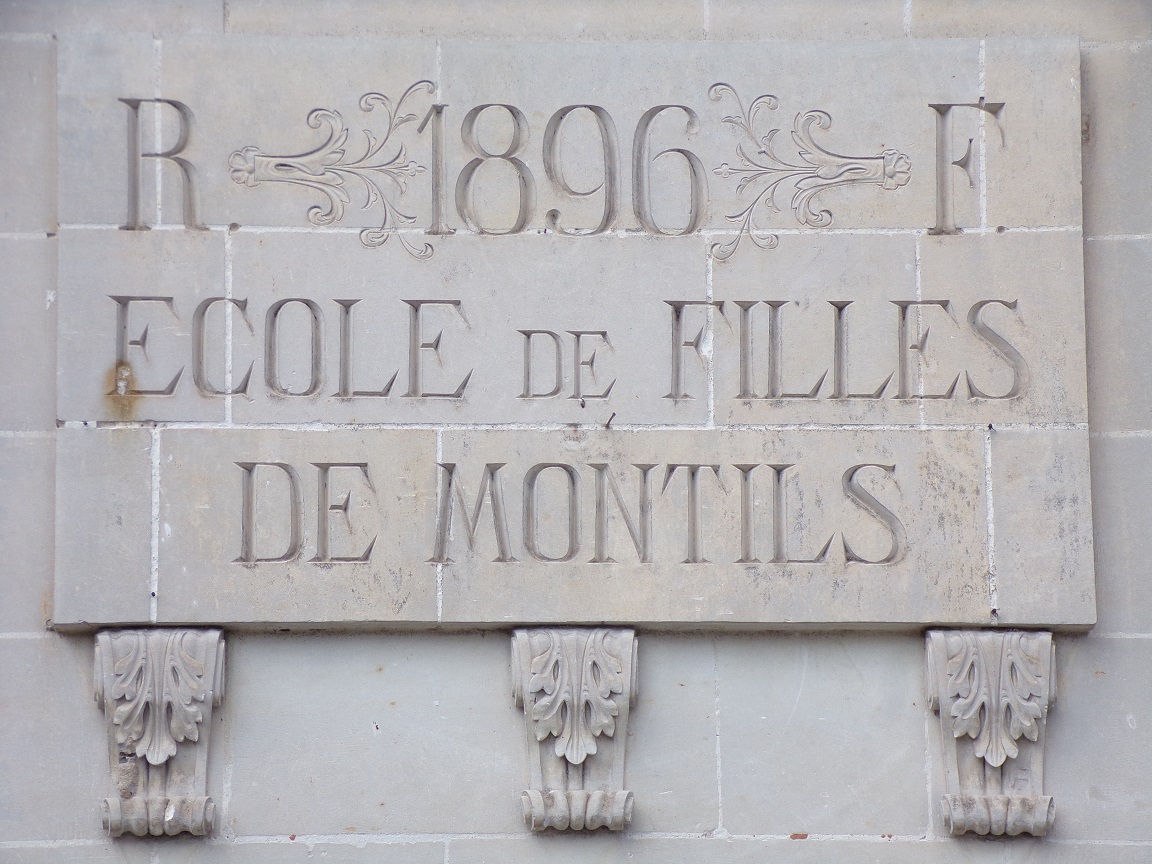 R 1896 F
ECOLE DE FILLES
DE MONTILS